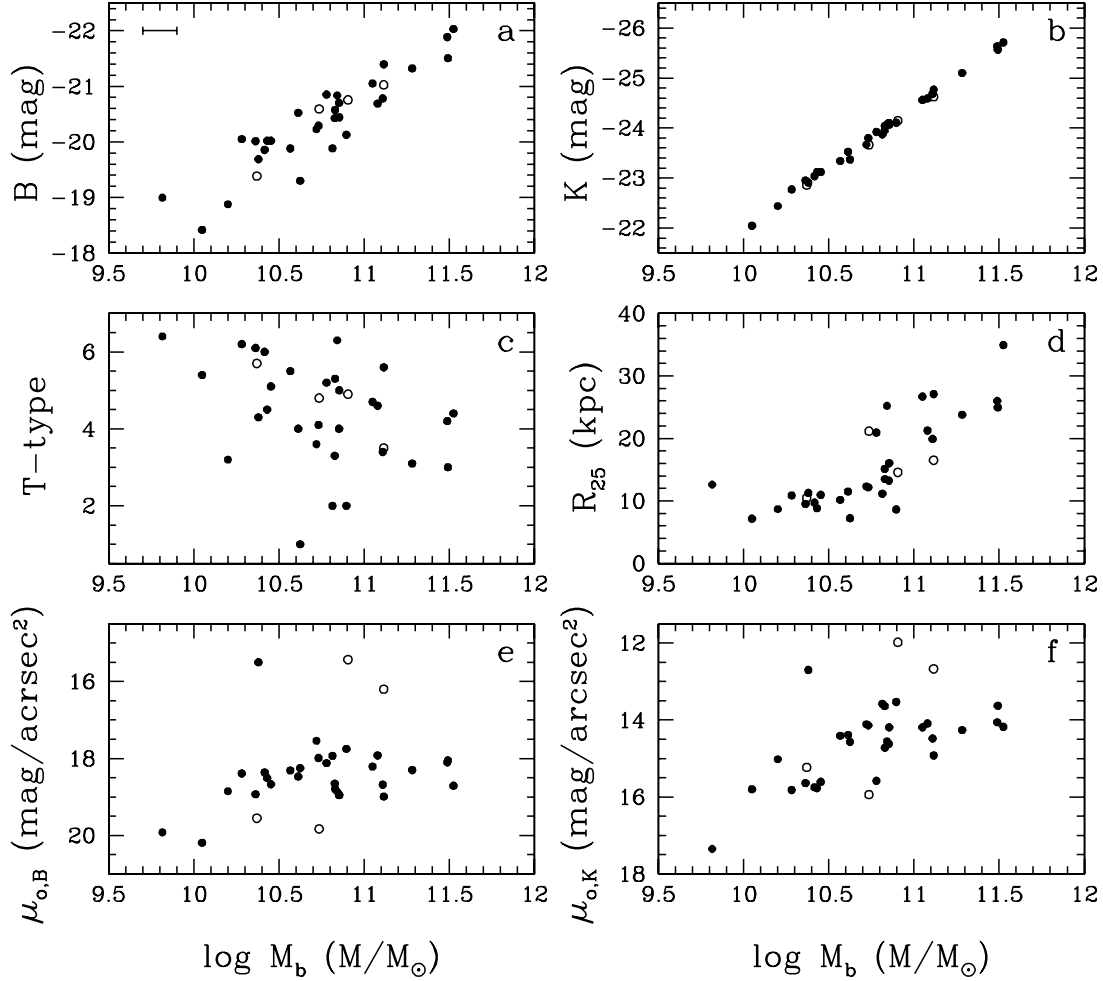 a
B (mag)
-22
-21
-20
-19
-18
9.5 10 10.5 11 11.5 12
b
K (mag)
-26
-25
-24
-23
-22
9.5 10 10.5 11 11.5 12
c
T-type
6
4
2
9.5 10 10.5 11 11.5 12
d
R₂₅ (kpc)
40
30
20
10
0
9.5 10 10.5 11 11.5 12
e
μₒ,B (mag/acrsec²)
16
18
20
9.5 10 10.5 11 11.5 12
log M_b (M/M⊙)
f
μₒ,K (mag/arcsec²)
12
14
16
18
9.5 10 10.5 11 11.5 12
log M_b (M/M⊙)